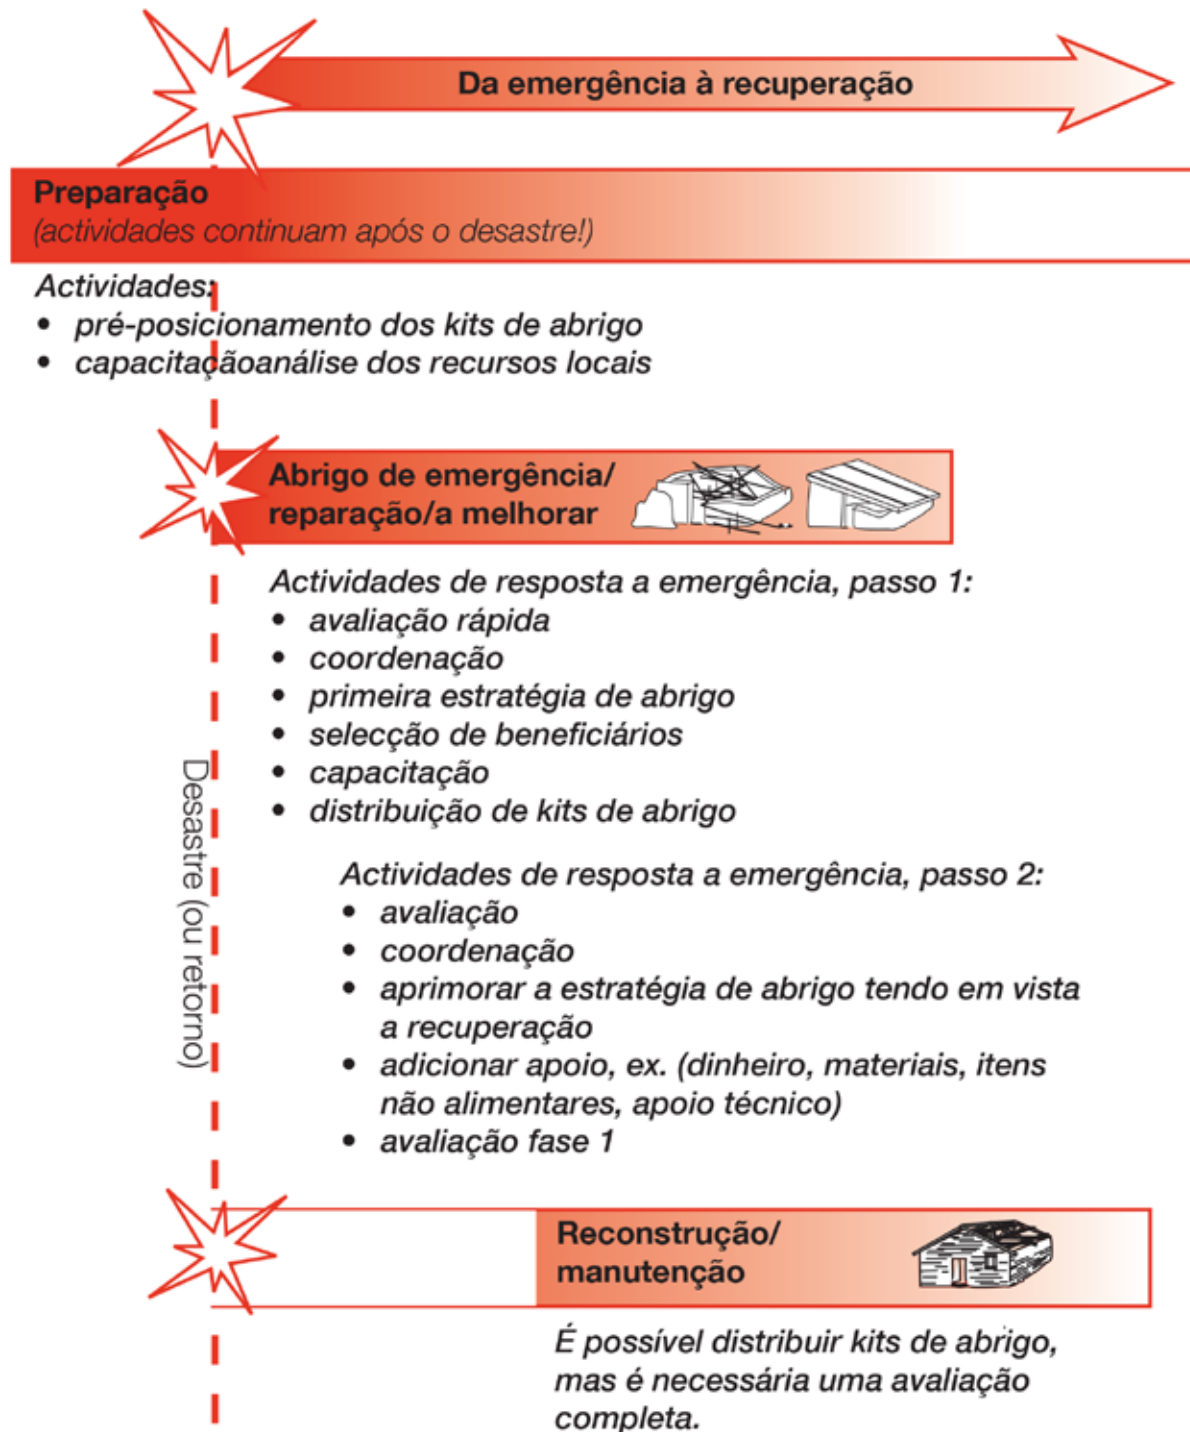 Da emergência à recuperação
Preparação
(actividades continuam após o desastre!)
Actividades:
• pré-posicionamento dos kits de abrigo
• capacitaçãoanálise dos recursos locais
Abrigo de emergência/
reparação/a melhorar
Actividades de resposta a emergência, passo 1:
• avaliação rápida
• coordenação
• primeira estratégia de abrigo
• selecção de beneficiários
• capacitação
• distribuição de kits de abrigo
Desastre (ou retorno)
Actividades de resposta a emergência, passo 2:
• avaliação
• coordenação
• aprimorar a estratégia de abrigo tendo em vista
a recuperação
• adicionar apoio, ex. (dinheiro, materiais, itens
não alimentares, apoio técnico)
• avaliação fase 1
Reconstrução/
manutenção
É possível distribuir kits de abrigo,
mas é necessária uma avaliação
completa.